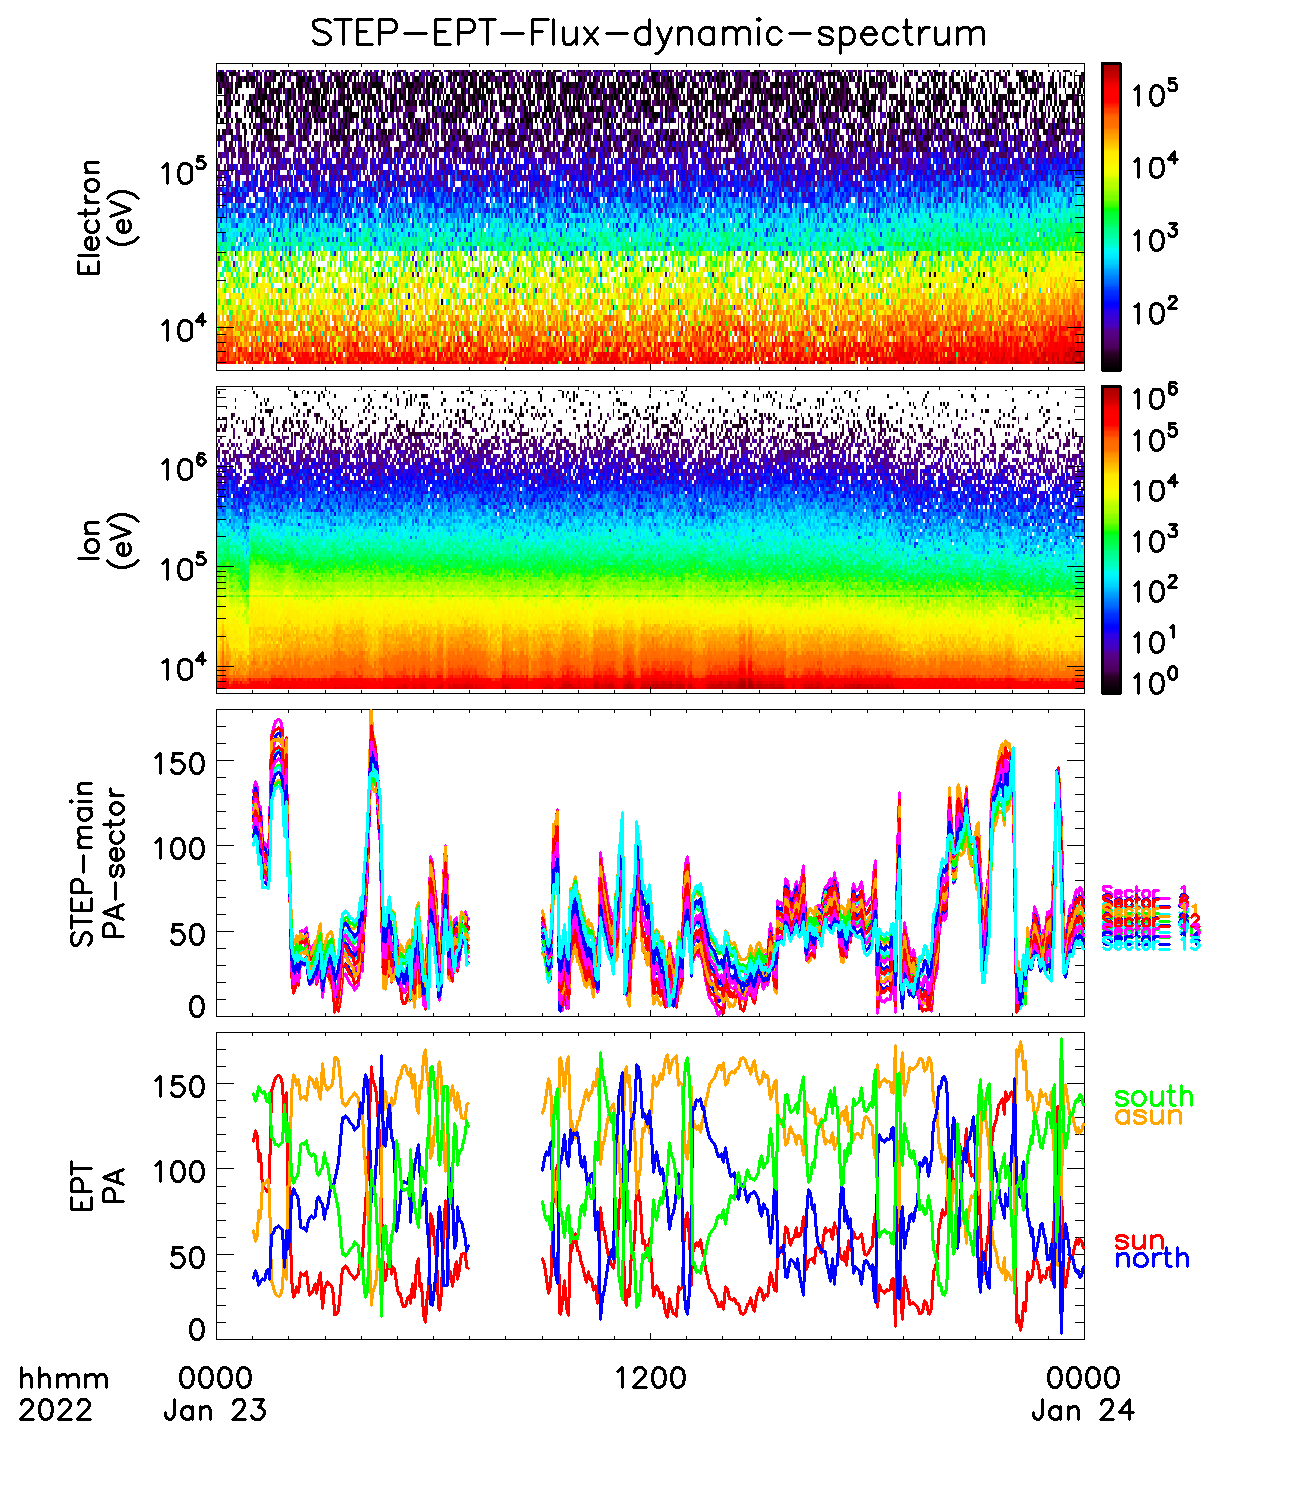 STEP-EPT-Flux-dynamic-spectrum
Electron
(eV)
10^5
10^4
10^5
10^4
10^3
10^2
Ion
(eV)
10^6
10^5
10^4
10^6
10^5
10^4
10^3
10^2
10^1
10^0
STEP-main
PA-sector
150
100
50
0
Sector- 1
Sector- 15
EPT
PA
150
100
50
0
south
asun
sun
north
hhmm
0000
1200
0000
2022
Jan 23
Jan 24